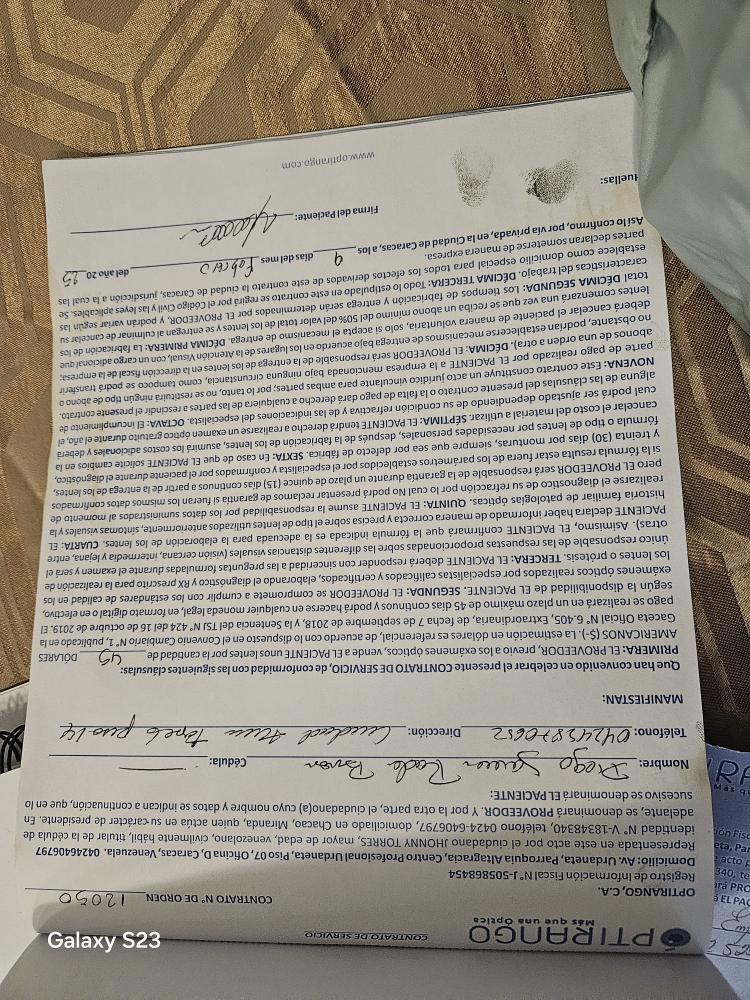 OPTIRANGO
Más que una Optica
CONTRATO DE SERVICIO
OPTIRANGO, C.A.
CONTRATO DE N° ORDEN 12050
Registro de Información Fiscal N° J-505868454
Domicilio: Av. Urdaneta, Parroquia Altagracia, Centro Profesional Urdaneta, Piso 07, Oficina D, Caracas, Venezuela. 04246406797
Representada en este acto por el ciudadano JHONNY TORRES, mayor de edad, venezolano, civilmente hábil, titular de la cédula de
identidad N° V-18348340, teléfono 0424-6406797, domiciliado en Chacao, Miranda, quien actúa en su carácter de presidente. En
adelante, se denominará PROVEEDOR. Y por la otra parte, el ciudadano(a) cuyo nombre y datos se indican a continuación, que en lo
sucesivo se denominará EL PACIENTE:
Nombre: Diego Cédula:
Teléfono: Dirección: piso 14
MANIFIESTAN:
Que han convenido en celebrar el presente CONTRATO DE SERVICIO, de conformidad con las siguientes cláusulas:
PRIMERA: EL PROVEEDOR, previo a los exámenes ópticos, vende a EL PACIENTE unos lentes por la cantidad de 45 DÓLARES
AMERICANOS ($-). La estimación en dólares es referencial, de acuerdo con lo dispuesto en el Convenio Cambiario N° 1, publicado en la
Gaceta Oficial N° 6.405, Extraordinaria, de fecha 7 de septiembre de 2018, y la Sentencia del TSJ N° 424 del 16 de octubre de 2019. El
pago se realizará en un plazo máximo de 45 días continuos y podrá hacerse en cualquier moneda legal, en formato digital o en efectivo,
según la disponibilidad de EL PACIENTE. SEGUNDA: EL PROVEEDOR se compromete a cumplir con los estándares de calidad en los
exámenes ópticos realizados por especialistas calificados y certificados, elaborando el diagnóstico y RX prescrito para la realización de
los lentes o prótesis. TERCERA: EL PACIENTE deberá responder con sinceridad a las preguntas formuladas durante el examen y será el
único responsable de las respuestas proporcionadas sobre las diferentes distancias visuales (visión cercana, intermedia y lejana, entre
otras). Asimismo, EL PACIENTE confirmará que la fórmula indicada es la adecuada para la elaboración de los lentes. CUARTA: EL
PACIENTE declara haber informado de manera correcta y precisa sobre el tipo de lentes utilizados anteriormente, síntomas visuales y la
historia familiar de patologías ópticas. QUINTA: EL PACIENTE asume la responsabilidad por los datos suministrados al momento de
realizarse el diagnostico de su refracción por lo cual No podrá presentar reclamo de garantía si fueran los mismos datos confirmados
pero EL PROVEEDOR será responsable de la garantía durante un plazo de quince (15) días continuos a partir de la entrega de los lentes,
si la fórmula resulta estar fuera de los parámetros establecidos por el especialista y confirmados por el paciente durante el diagnóstico,
y treinta (30) días por monturas, siempre que sea por defecto de fábrica. SEXTA: En caso de que EL PACIENTE solicite cambios en la
fórmula o tipo de lentes por necesidades personales, después de la fabricación de los lentes, asumirá los costos adicionales y deberá
cancelar el costo del material a utilizar. SÉPTIMA: EL PACIENTE tendrá derecho a realizarse un examen óptico gratuito durante el año, el
cual podrá ser ajustado dependiendo de su condición refractiva y de las indicaciones del especialista. OCTAVA: El incumplimiento de
alguna de las cláusulas del presente contrato o la falta de pago dará derecho a cualquiera de las partes a rescindir el presente contrato.
NOVENA: Este contrato constituye un acto jurídico vinculante para ambas partes; por lo tanto, no se restituirá ningún tipo de abono o
parte de pago realizado por EL PACIENTE a la empresa mencionada bajo ninguna circunstancia, como tampoco se podrá transferir
abonos de una orden a otra). DÉCIMA: EL PROVEEDOR será responsable de la entrega de los lentes en la dirección fiscal de la empresa;
no obstante, podrían establecerse mecanismos de entrega bajo acuerdo en los lugares de la Atención Visual, con un cargo adicional que
deberá cancelar el paciente de manera voluntaria, solo si acepta el mecanismo de entrega. DÉCIMA PRIMERA: La fabricación de los
lentes comenzará una vez que se reciba un abono mínimo del 50% del valor total de los lentes y se entregan al culminar de cancelar su
total DÉCIMA SEGUNDA: Los tiempos de fabricación y entrega serán determinados por EL PROVEEDOR, y podrán variar según las
características del trabajo. DÉCIMA TERCERA: Todo lo estipulado en este contrato se regirá por el Código Civil y las leyes aplicables. Se
establece como domicilio especial para todos los efectos derivados de este contrato la ciudad de Caracas, jurisdicción a la cual las
partes declaran someterse de manera expresa.
Así lo confirmo, por vía privada, en la Ciudad de Caracas, a los 9 días del mes Febrero del año 20 25
Firma del Paciente:
Huellas:
www.optirango.com
Galaxy S23